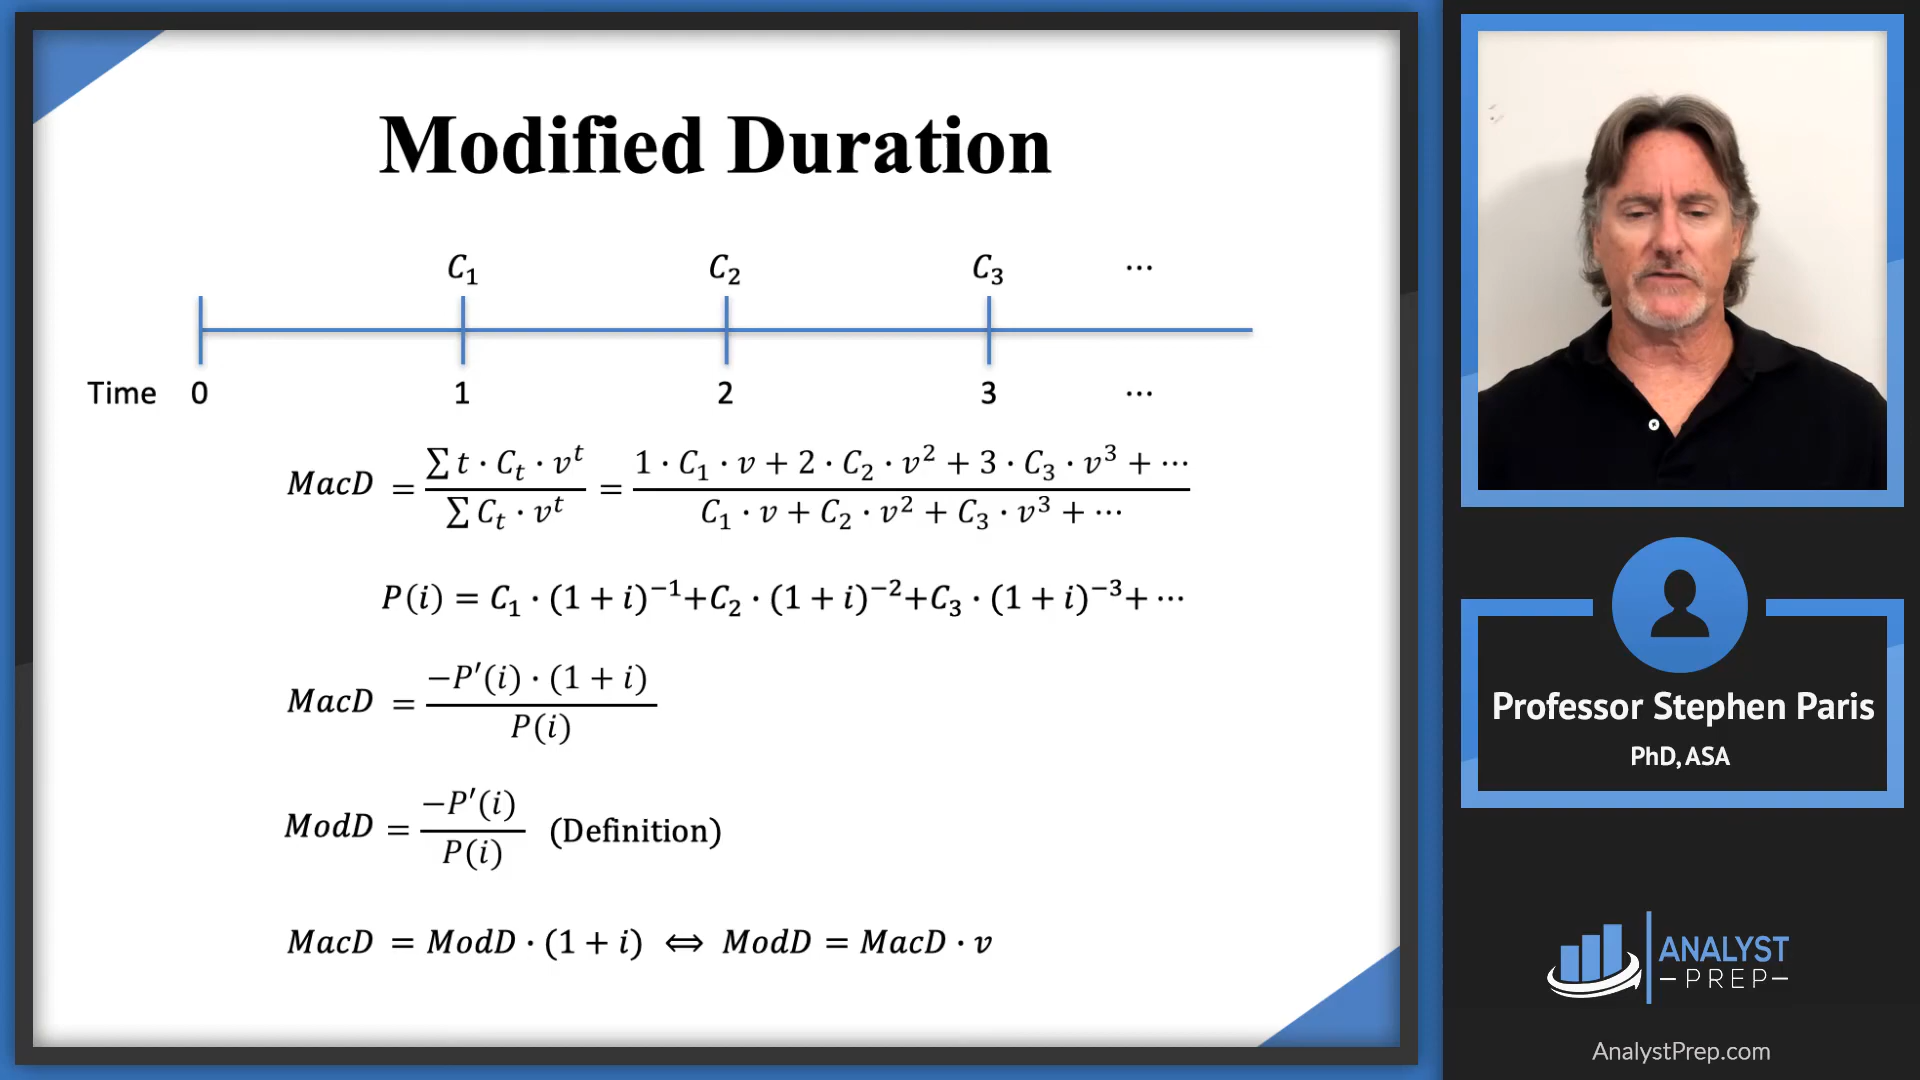 Modified Duration
C₁ C₂ C₃ ⋯
Time 0 1 2 3 ⋯
MacD = ∑ t · Cₜ · vᵗ / ∑ Cₜ · vᵗ = 1 · C₁ · v + 2 · C₂ · v² + 3 · C₃ · v³ + ⋯ / C₁ · v + C₂ · v² + C₃ · v³ + ⋯
P(i) = C₁ · (1 + i)⁻¹+C₂ · (1 + i)⁻²+C₃ · (1 + i)⁻³+ ⋯
MacD = −P′(i) · (1 + i) / P(i)
ModD = −P′(i) / P(i) (Definition)
MacD = ModD · (1 + i) ⇔ ModD = MacD · v
Professor Stephen Paris
PhD, ASA
ANALYST
PREP
AnalystPrep.com